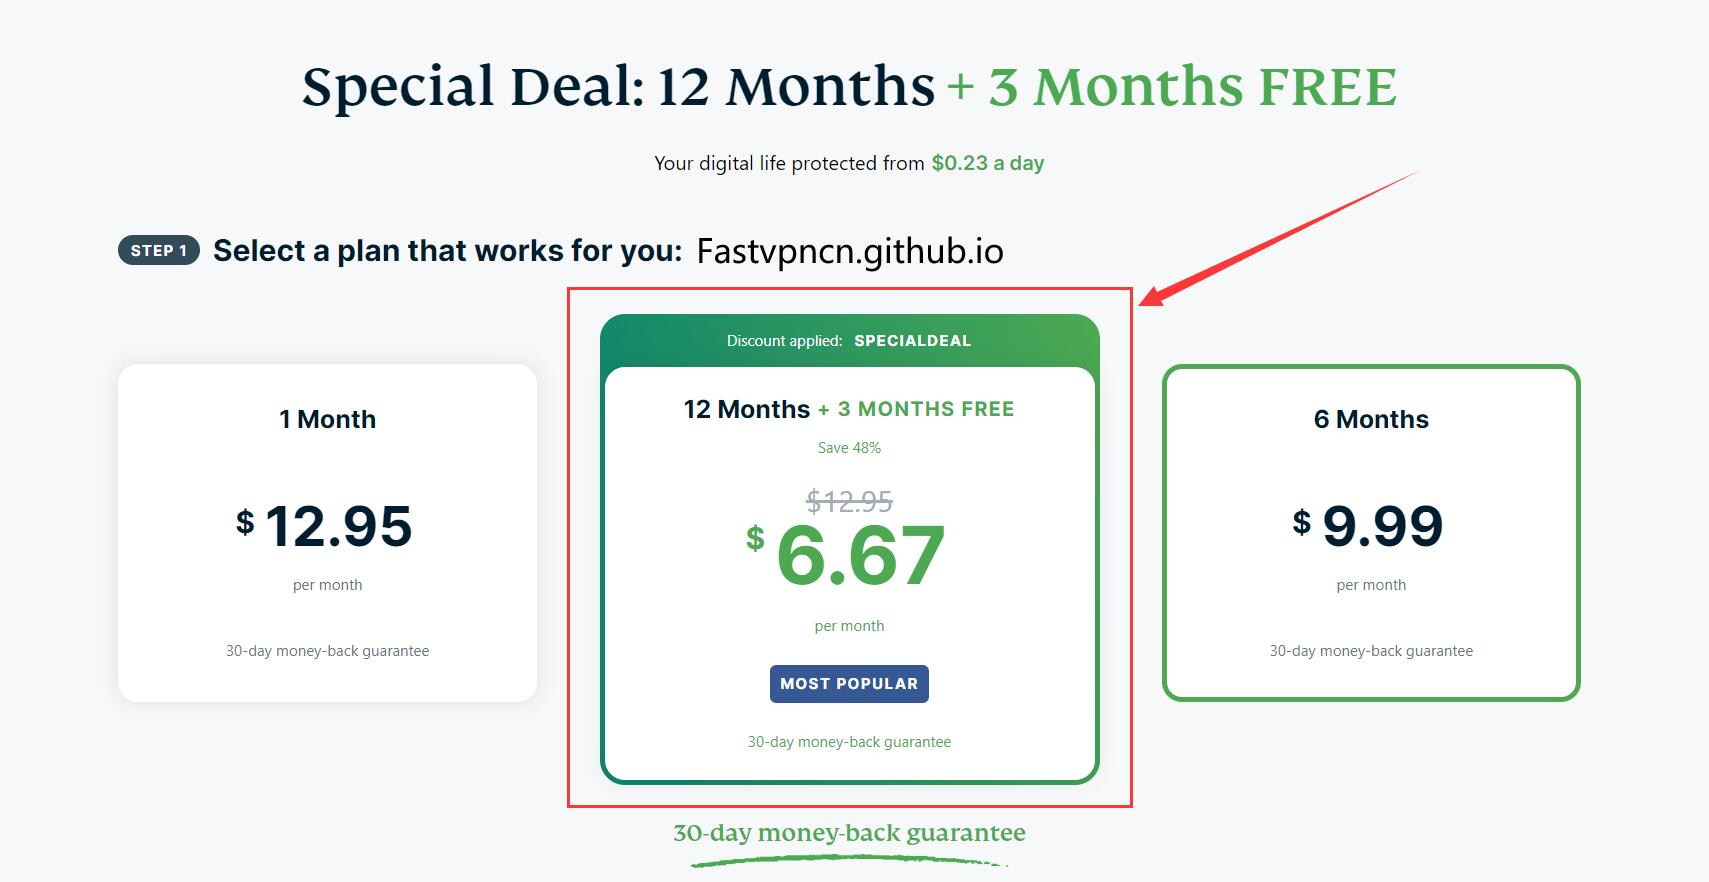 Special Deal: 12 Months + 3 Months FREE
Your digital life protected from $0.23 a day
STEP 1 Select a plan that works for you: Fastvpncn.github.io
1 Month
$ 12.95
per month
30-day money-back guarantee
Discount applied: SPECIALDEAL
12 Months + 3 MONTHS FREE
Save 48%
$12.95
$ 6.67
per month
MOST POPULAR
30-day money-back guarantee
6 Months
$ 9.99
per month
30-day money-back guarantee
30-day money-back guarantee